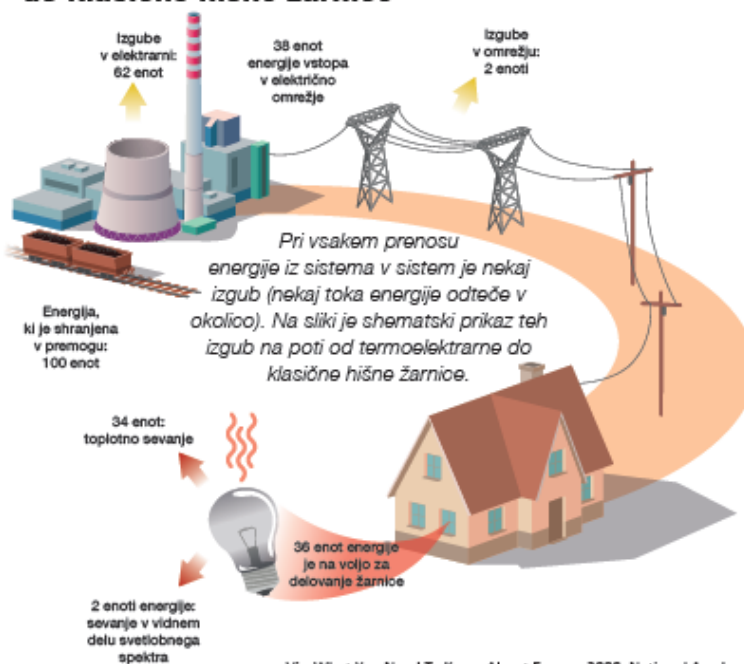 Izgube
v elektrarni:
62 enot
38 enot
energije vstopa
v električno
omrežje
Izgube
v omrežju:
2 enoti
Pri vsakem prenosu
energije iz sistema v sistem je nekaj
izgub (nekaj toka energije odteče v
okolico). Na sliki je shematski prikaz teh
izgub na poti od termoelektrarne do
klasične hišne žarnice.
Energija,
ki je shranjena
v premogu:
100 enot
34 enot:
toplotno sevanje
36 enot energije
je na voljo za
delovanje žarnice
2 enoti energije:
sevanje v vidnem
delu svetlobnega
spektra